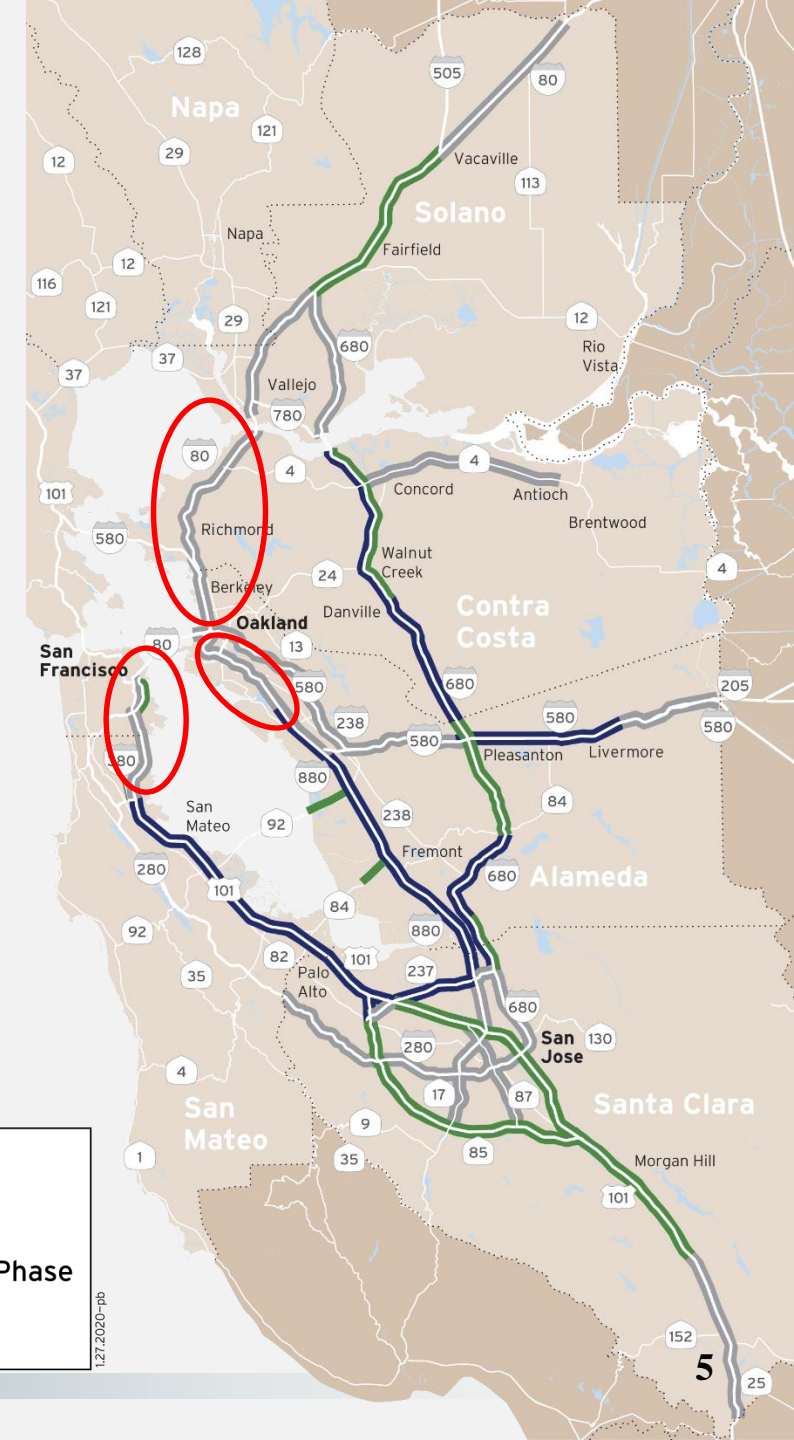 128
505
80
Napa
121
12
29
Vacaville
113
Solano
Napa
Fairfield
12
116
121
29
12
Rio
Vista
680
37
37
Vallejo
780
80
4
4
101
Concord
Antioch
Brentwood
Richmond
580
Walnut
Creek
4
24
Berkeley
Danville
Contra
Costa
Oakland
80
13
San
Francisco
580
680
205
238
580
580
580
Pleasanton
Livermore
380
880
84
San
Mateo
92
238
Fremont
280
680
Alameda
101
84
92
880
82
101
237
35
Palo
Alto
680
280
San
Jose
130
4
17
87
San
Mateo
Santa Clara
9
85
1
35
Morgan Hill
101
Phase
1.27.2020-pb
152
5
25